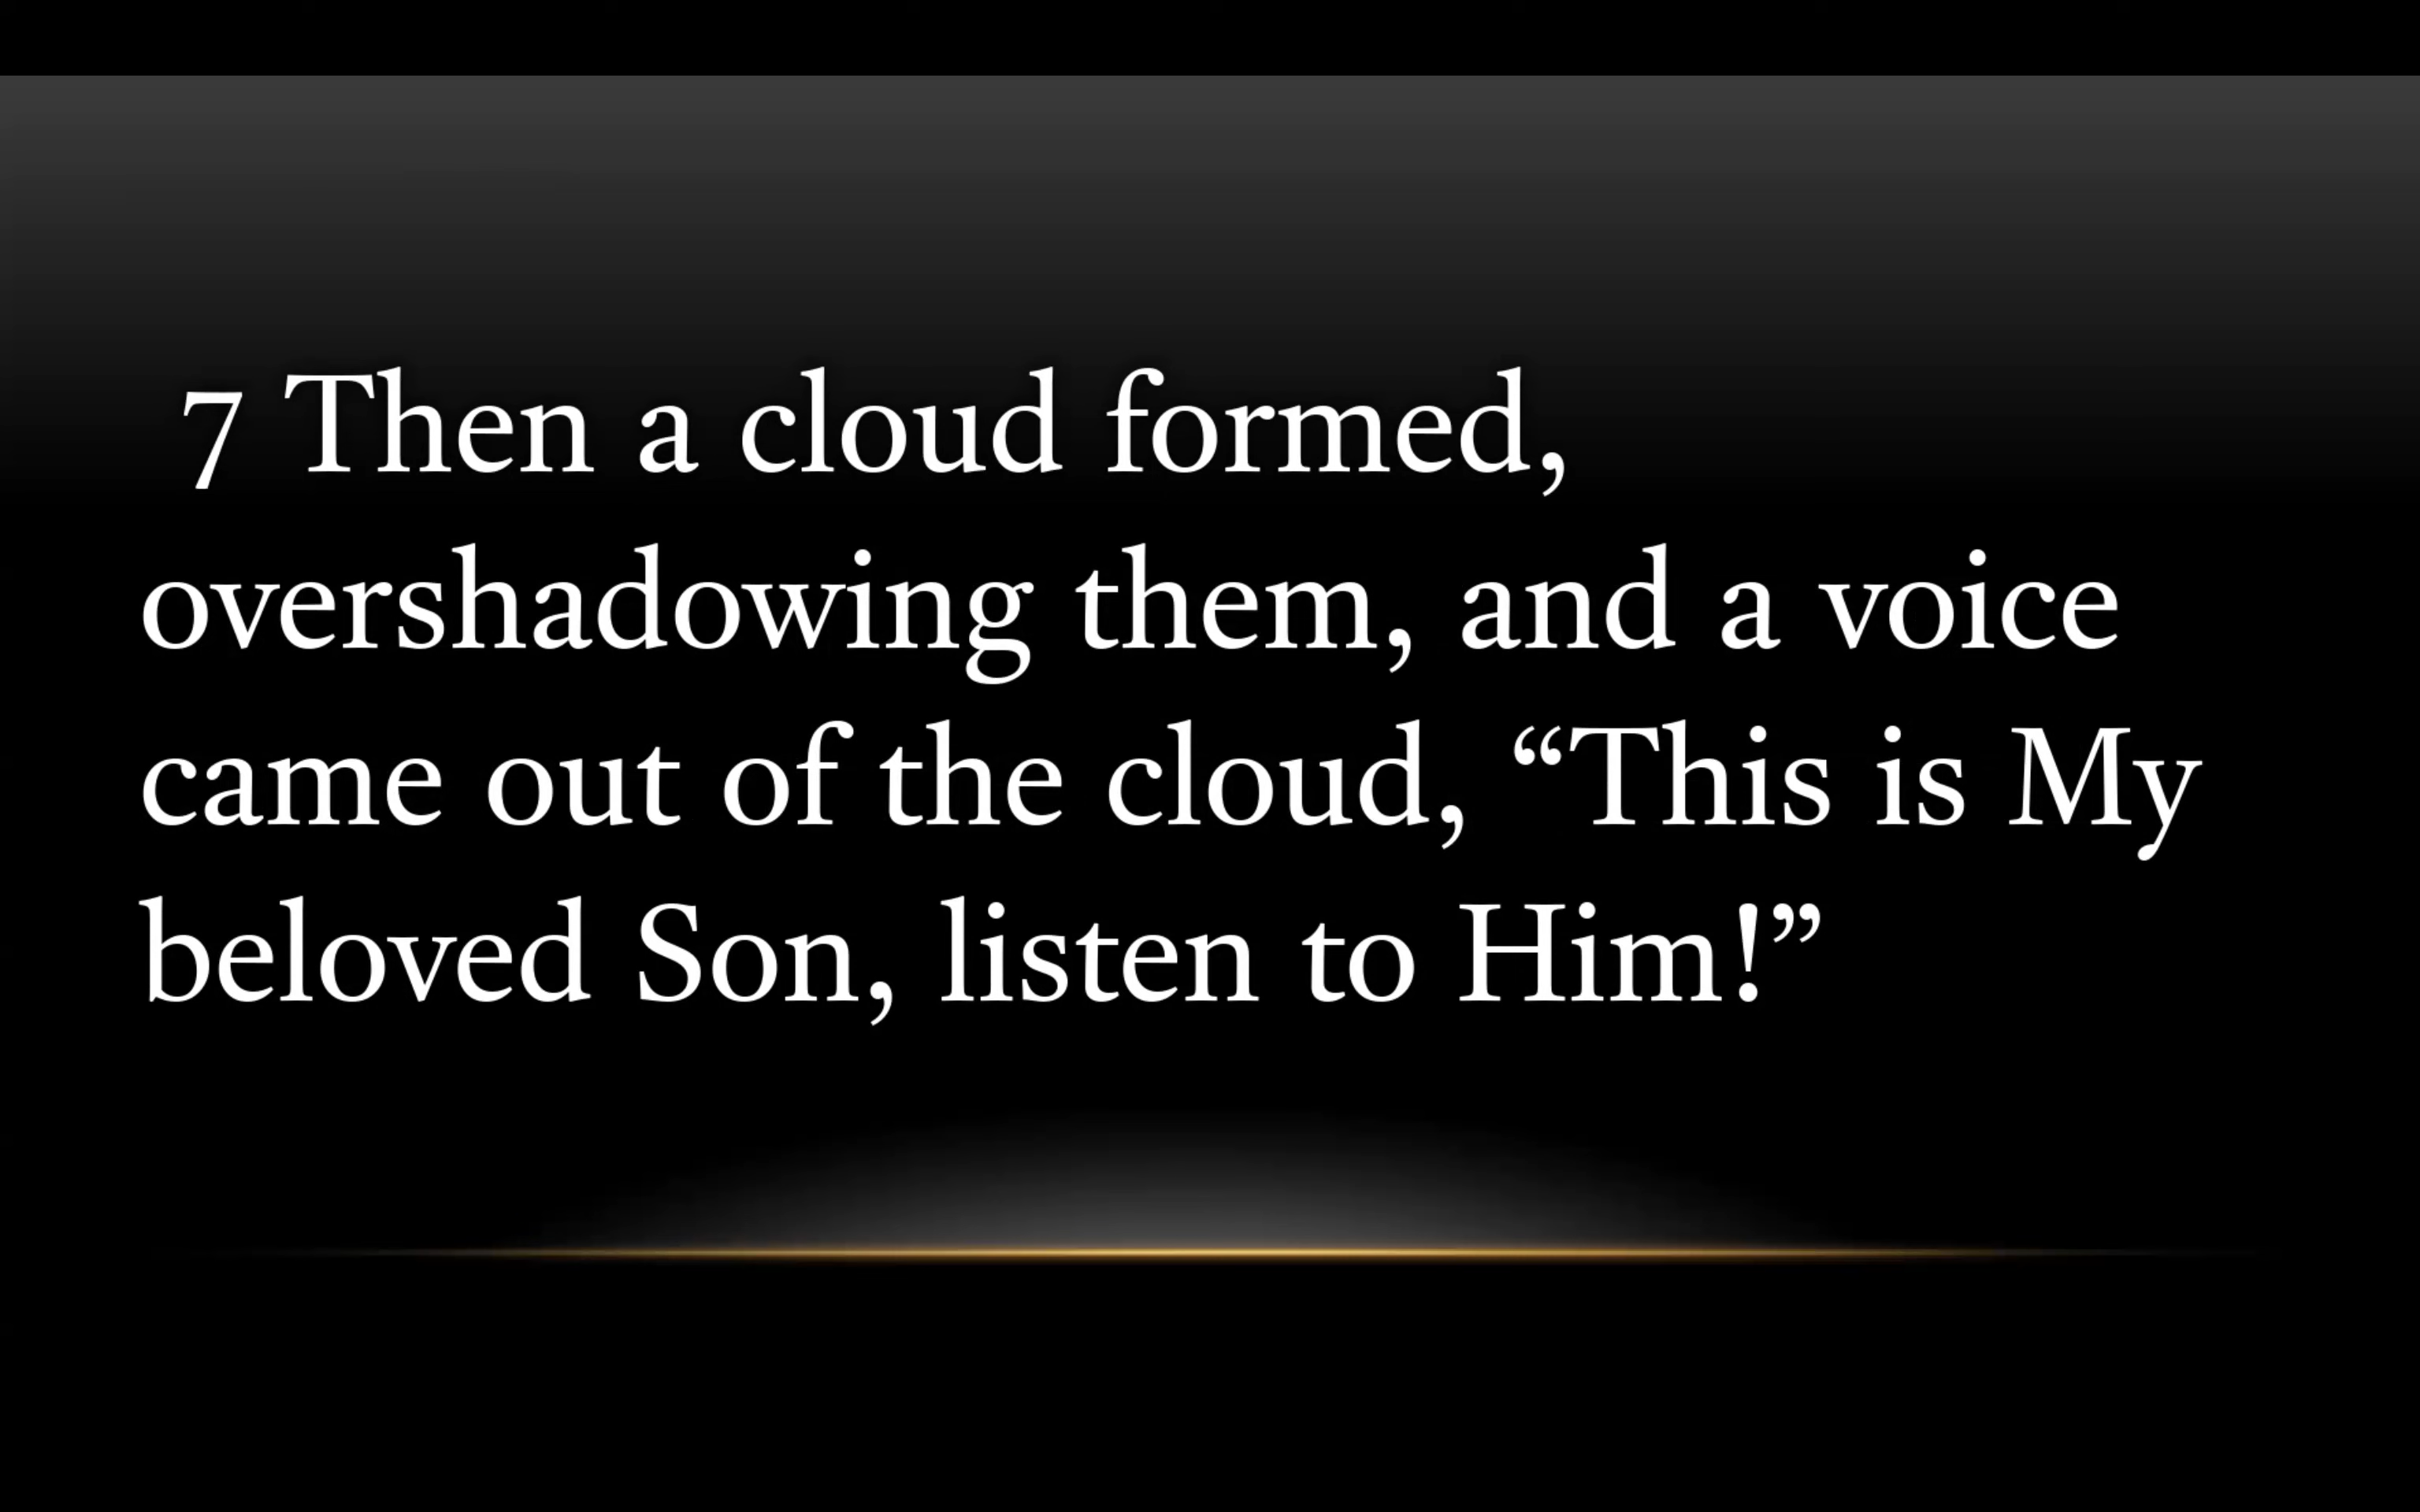 7 Then a cloud formed,
overshadowing them, and a voice
came out of the cloud, “This is My
beloved Son, listen to Him!”